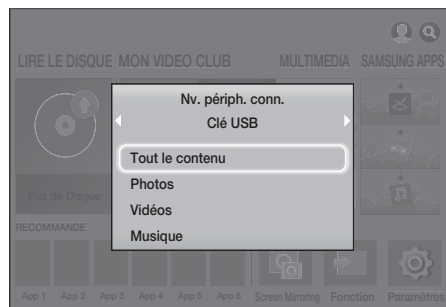 LIRE LE DISQUE MON VIDEO CLUB MULTIMEDIA SAMSUNG APPS
Nv. périph. conn.
Clé USB
Tout le contenu
Photos
Vidéos
Musique
Pas de Disque
RECOMMANDE
App 1 App 2 App 3 App 4 App 5 App 6 Screen Mirroring Fonction Paramètres